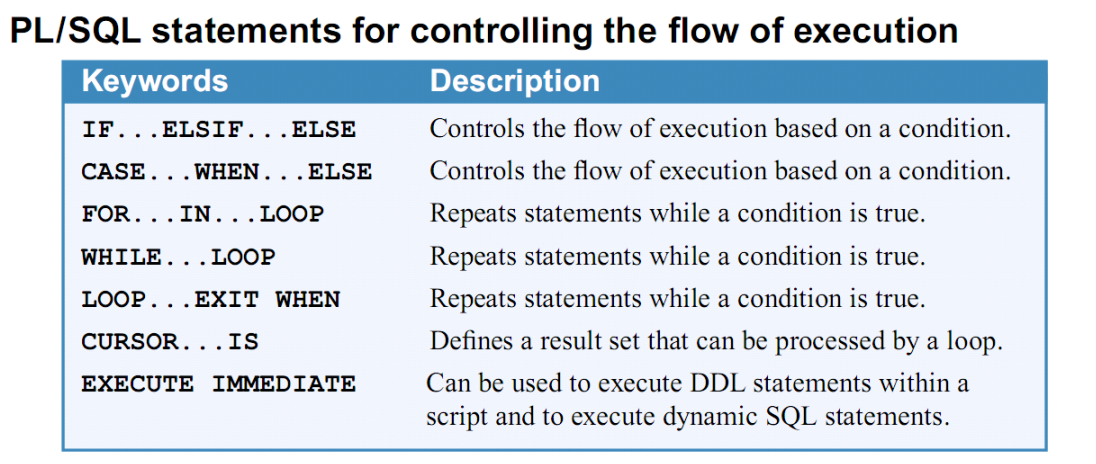 PL/SQL statements for controlling the flow of execution
Keywords Description
IF...ELSIF...ELSE Controls the flow of execution based on a condition.
CASE...WHEN...ELSE Controls the flow of execution based on a condition.
FOR...IN...LOOP Repeats statements while a condition is true.
WHILE...LOOP Repeats statements while a condition is true.
LOOP...EXIT WHEN Repeats statements while a condition is true.
CURSOR...IS Defines a result set that can be processed by a loop.
EXECUTE IMMEDIATE Can be used to execute DDL statements within a
script and to execute dynamic SQL statements.